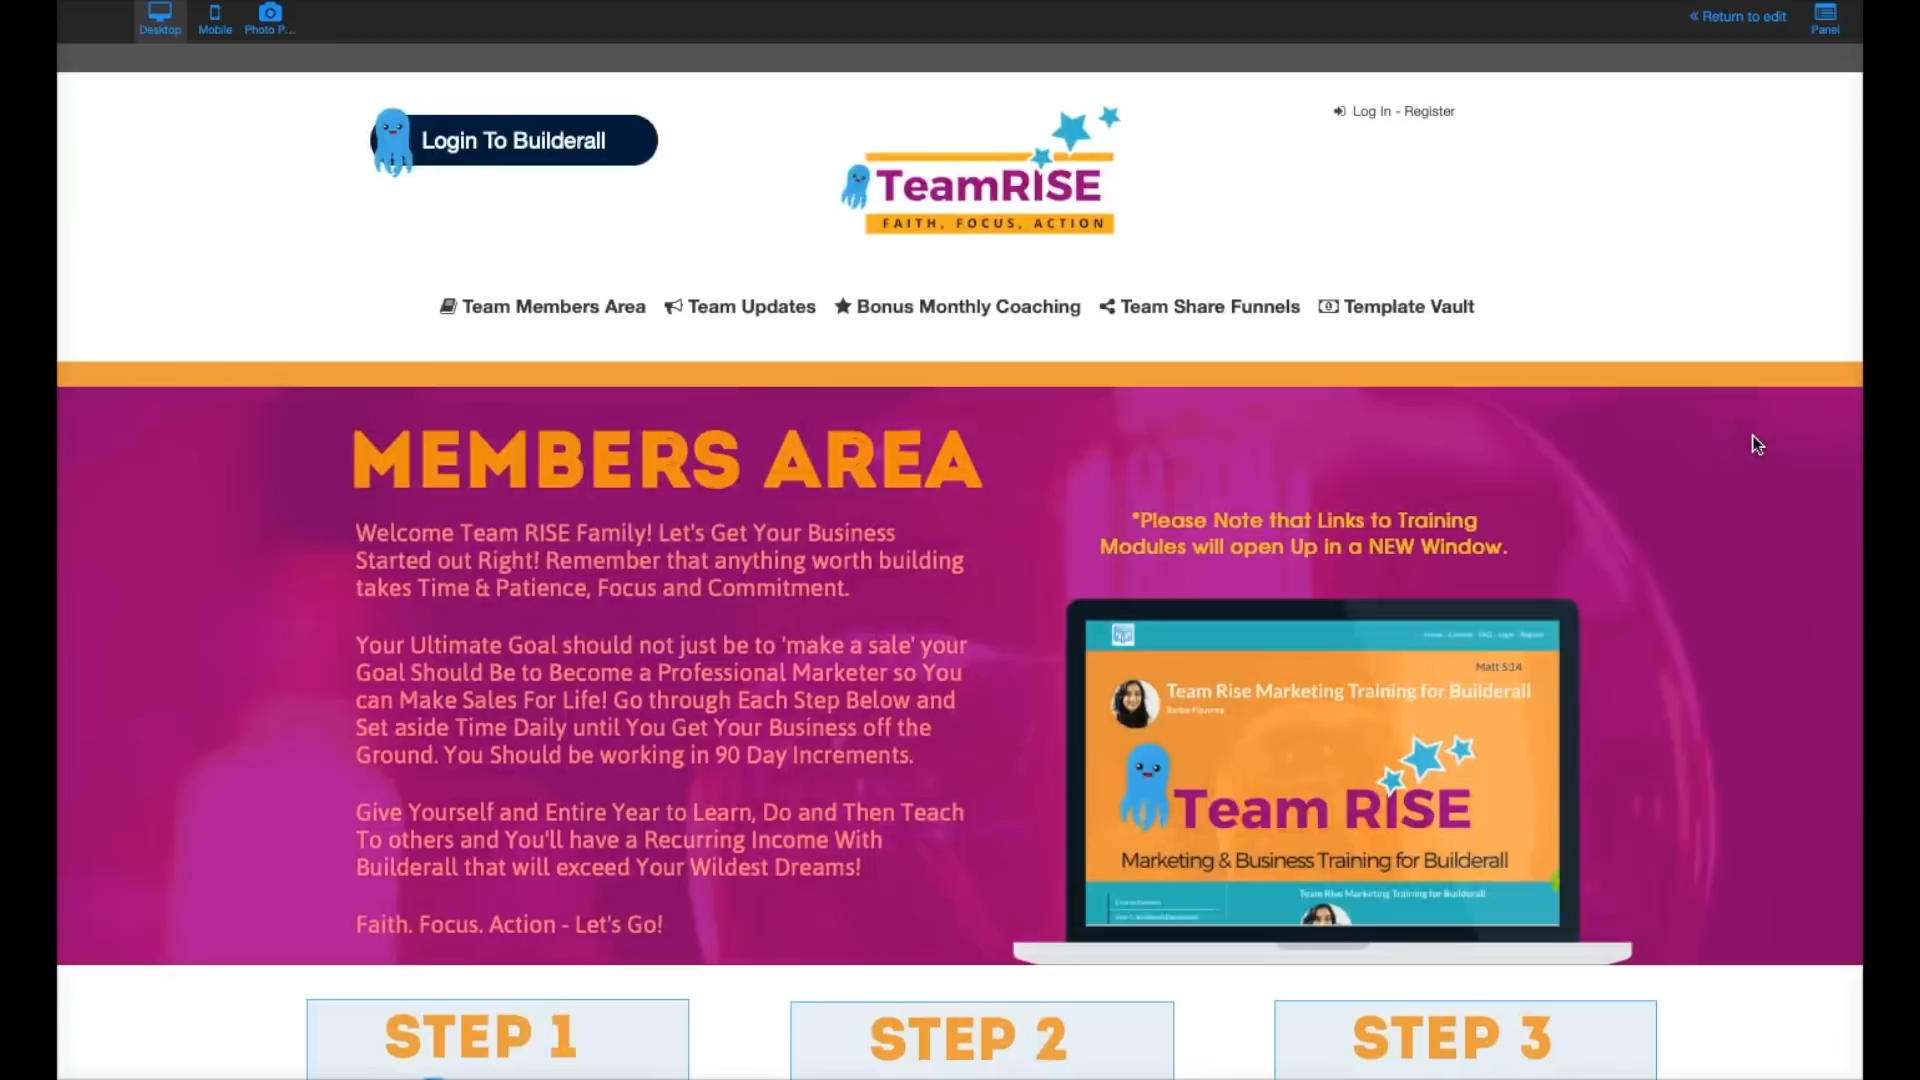 Desktop
Mobile
Photo P...
« Return to edit
Panel
Login To Builderall
Log In - Register
TeamRISE
FAITH, FOCUS, ACTION
Team Members Area
Team Updates
Bonus Monthly Coaching
Team Share Funnels
Template Vault
MEMBERS AREA
Welcome Team RISE Family! Let's Get Your Business
Started out Right! Remember that anything worth building
takes Time & Patience, Focus and Commitment.
Your Ultimate Goal should not just be to 'make a sale' your
Goal Should Be to Become a Professional Marketer so You
can Make Sales For Life! Go through Each Step Below and
Set aside Time Daily until You Get Your Business off the
Ground. You Should be working in 90 Day Increments.
Give Yourself and Entire Year to Learn, Do and Then Teach
To others and You'll have a Recurring Income With
Builderall that will exceed Your Wildest Dreams!
Faith. Focus. Action - Let's Go!
*Please Note that Links to Training
Modules will open Up in a NEW Window.
Matt 5:14
Team Rise Marketing Training for Builderall
Team RISE
Marketing & Business Training for Builderall
Team Rise Marketing Training for Builderall
STEP 1
STEP 2
STEP 3